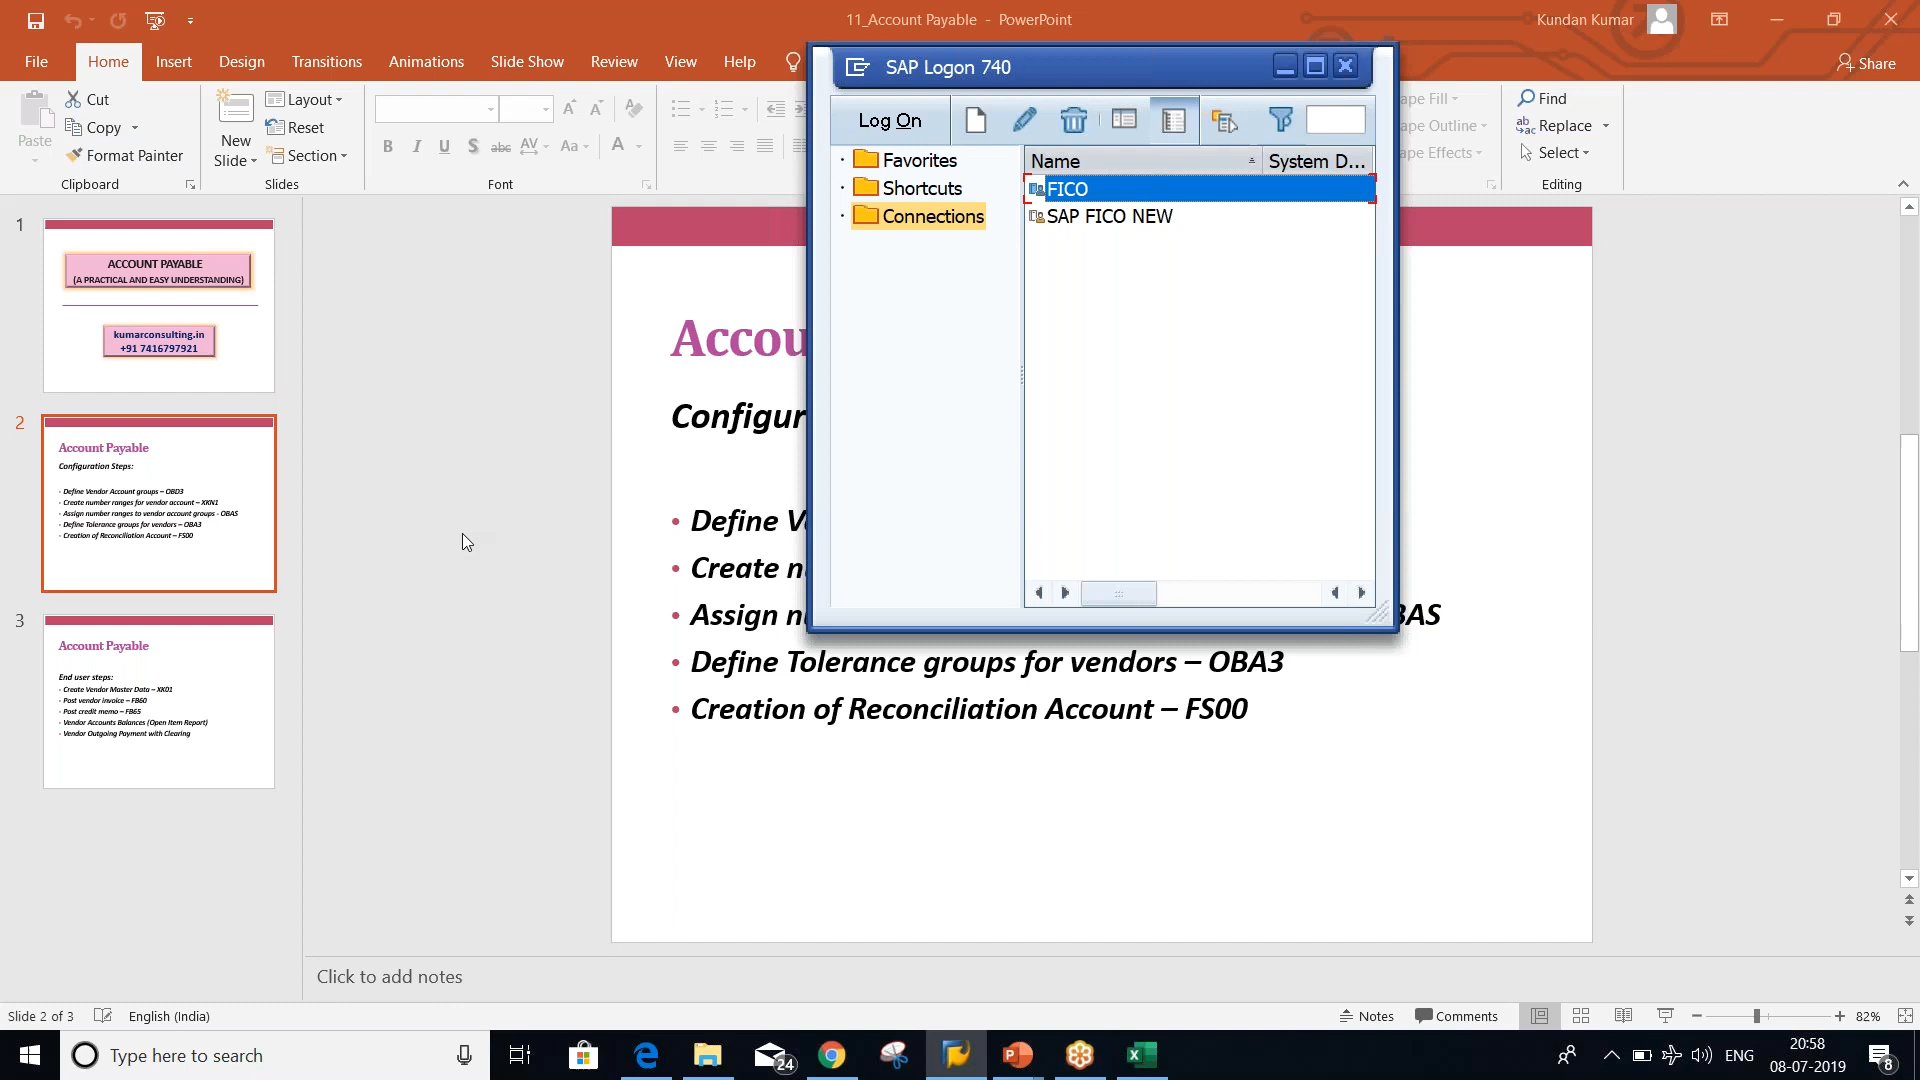 11_Account Payable - PowerPoint
Kundan Kumar
File
Home
Insert
Design
Transitions
Animations
Slide Show
Review
View
Help
Share
Paste
Cut
Copy
Format Painter
Clipboard
New
Slide
Layout
Reset
Section
Slides
B I U S abc AV Aa A
Font
ape Fill
ape Outline
ape Effects
Find
Replace
Select
Editing
SAP Logon 740
Log On
Favorites
Shortcuts
Connections
Name
System D...
FICO
SAP FICO NEW
1
ACCOUNT PAYABLE
(A PRACTICAL AND EASY UNDERSTANDING)
kumarconsulting.in
+91 7416797921
2
Account Payable
Configuration Steps:
- Define Vendor Account groups – OBD3
- Create number ranges for vendor account – XKN1
- Assign number ranges to vendor account groups - OBAS
- Define Tolerance groups for vendors – OBA3
- Creation of Reconciliation Account – FS00
3
Account Payable
End user steps:
- Create Vendor Master Data – XK01
- Post vendor invoice – FB60
- Post credit memo – FB65
- Vendor Accounts Balances (Open Item Report)
- Vendor Outgoing Payment with Clearing
Accou
Configur
• Define V
• Create n
• Assign n BAS
• Define Tolerance groups for vendors – OBA3
• Creation of Reconciliation Account – FS00
Click to add notes
Slide 2 of 3
English (India)
Notes
Comments
82%
Type here to search
24
ENG
20:58
08-07-2019
8